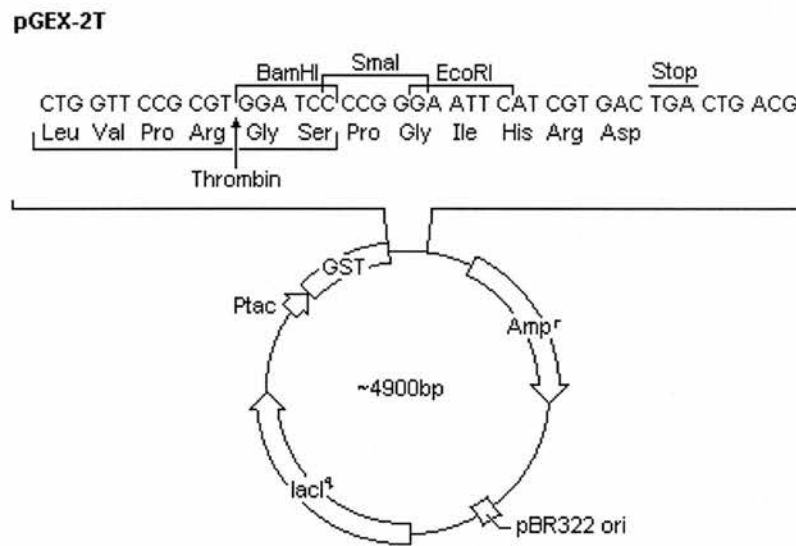 pGEX-2T
SmaI
BamHI EcoRI Stop
CTG GTT CCG CGT GGA TCC CCG GGA ATT CAT CGT GAC TGA CTG ACG
Leu Val Pro Arg Gly Ser Pro Gly Ile His Arg Asp
Thrombin
GST
Ptac
Ampʳ
~4900bp
lacIq
pBR322 ori